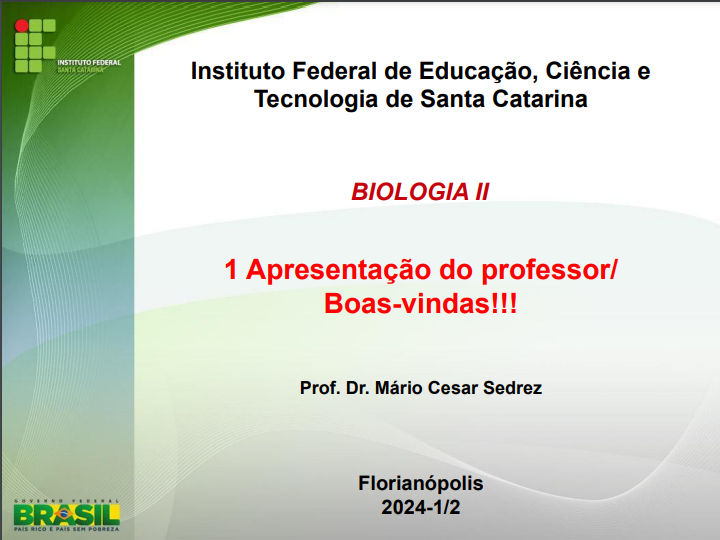 INSTITUTO FEDERAL
SANTA CATARINA
Instituto Federal de Educação, Ciência e
Tecnologia de Santa Catarina
BIOLOGIA II
1 Apresentação do professor/
Boas-vindas!!!
Prof. Dr. Mário Cesar Sedrez
Florianópolis
2024-1/2
GOVERNO FEDERAL
BRASIL
PAÍS RICO É PAÍS SEM POBREZA